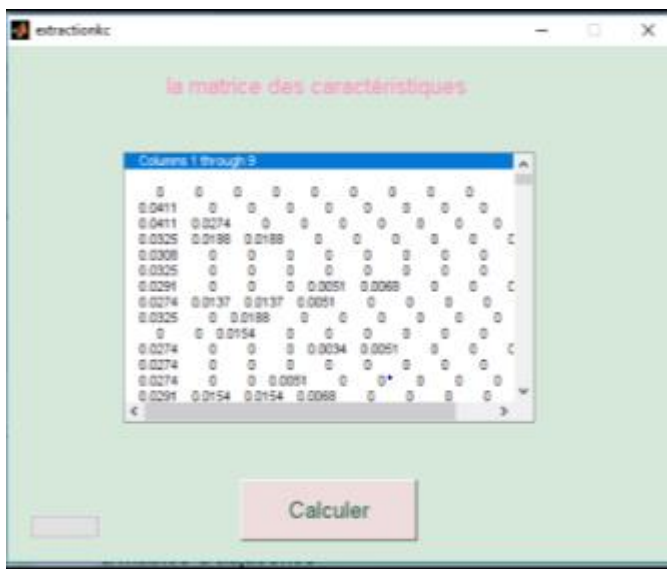 extractionkc
la matrice des caractéristiques
Columns 1 through 9
0 0 0 0 0 0 0 0 0
0.0411 0 0 0 0 0 0 0 0
0.0411 0.0274 0 0 0 0 0 0 0
0.0325 0.0188 0.0188 0 0 0 0 0
0.0308 0 0 0 0 0 0 0 0
0.0325 0 0 0 0 0 0 0 0
0.0291 0 0 0 0.0051 0.0068 0 0
0.0274 0.0137 0.0137 0.0051 0 0 0 0 0
0.0325 0 0.0188 0 0 0 0 0 0
0 0 0.0154 0 0 0 0 0 0
0.0274 0 0 0 0.0034 0.0051 0 0
0.0274 0 0 0 0 0 0 0 0
0.0274 0 0 0.0051 0 0 0 0 0
0.0291 0.0154 0.0154 0.0068 0 0 0 0
Calculer